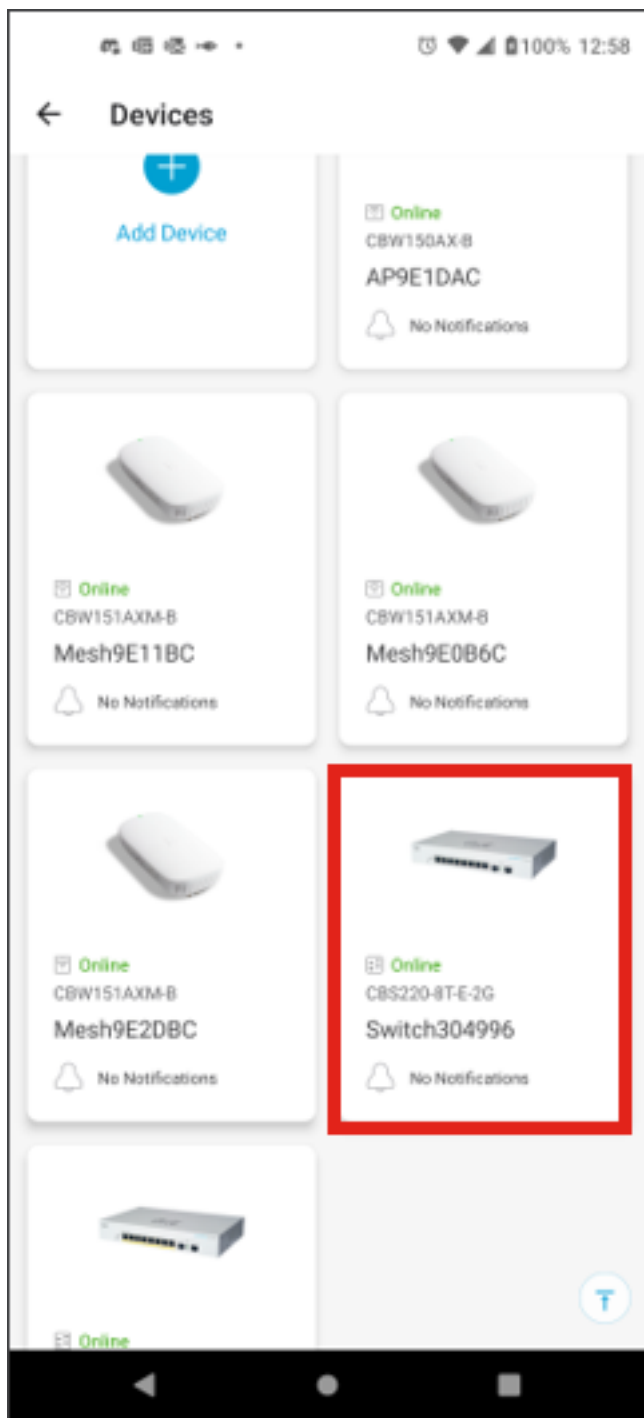 100% 12:58
Devices
Add Device
Online
CBW150AX-B
AP9E1DAC
No Notifications
Online
CBW151AXM-B
Mesh9E11BC
No Notifications
Online
CBW151AXM-B
Mesh9E0B6C
No Notifications
Online
CBW151AXM-B
Mesh9E2DBC
No Notifications
Online
CBS220-8T-E-2G
Switch304996
No Notifications
Online